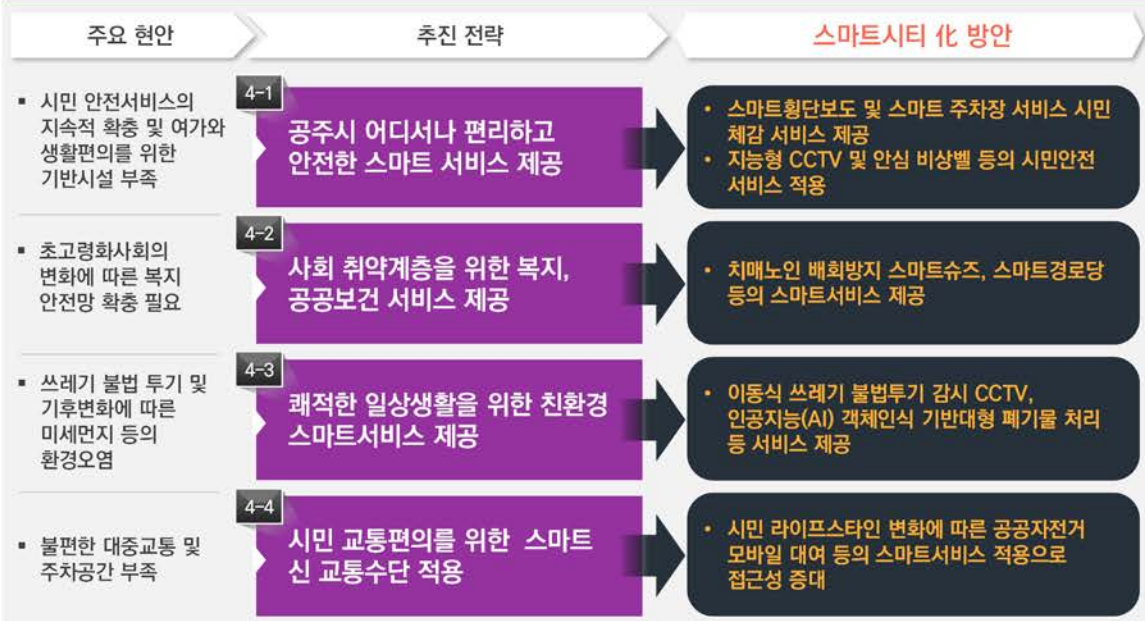 주요 현안
추진 전략
스마트시티 化 방안
▪ 시민 안전서비스의
지속적 확충 및 여가와
생활편의를 위한
기반시설 부족
4-1
공주시 어디서나 편리하고
안전한 스마트 서비스 제공
• 스마트횡단보도 및 스마트 주차장 서비스 시민
체감 서비스 제공
• 지능형 CCTV 및 안심 비상벨 등의 시민안전
서비스 적용
▪ 초고령화사회의
변화에 따른 복지
안전망 확충 필요
4-2
사회 취약계층을 위한 복지,
공공보건 서비스 제공
• 치매노인 배회방지 스마트슈즈, 스마트경로당
등의 스마트서비스 제공
▪ 쓰레기 불법 투기 및
기후변화에 따른
미세먼지 등의
환경오염
4-3
쾌적한 일상생활을 위한 친환경
스마트서비스 제공
• 이동식 쓰레기 불법투기 감시 CCTV,
인공지능(AI) 객체인식 기반대형 폐기물 처리
등 서비스 제공
▪ 불편한 대중교통 및
주차공간 부족
4-4
시민 교통편의를 위한 스마트
신 교통수단 적용
• 시민 라이프스타인 변화에 따른 공공자전거
모바일 대여 등의 스마트서비스 적용으로
접근성 증대